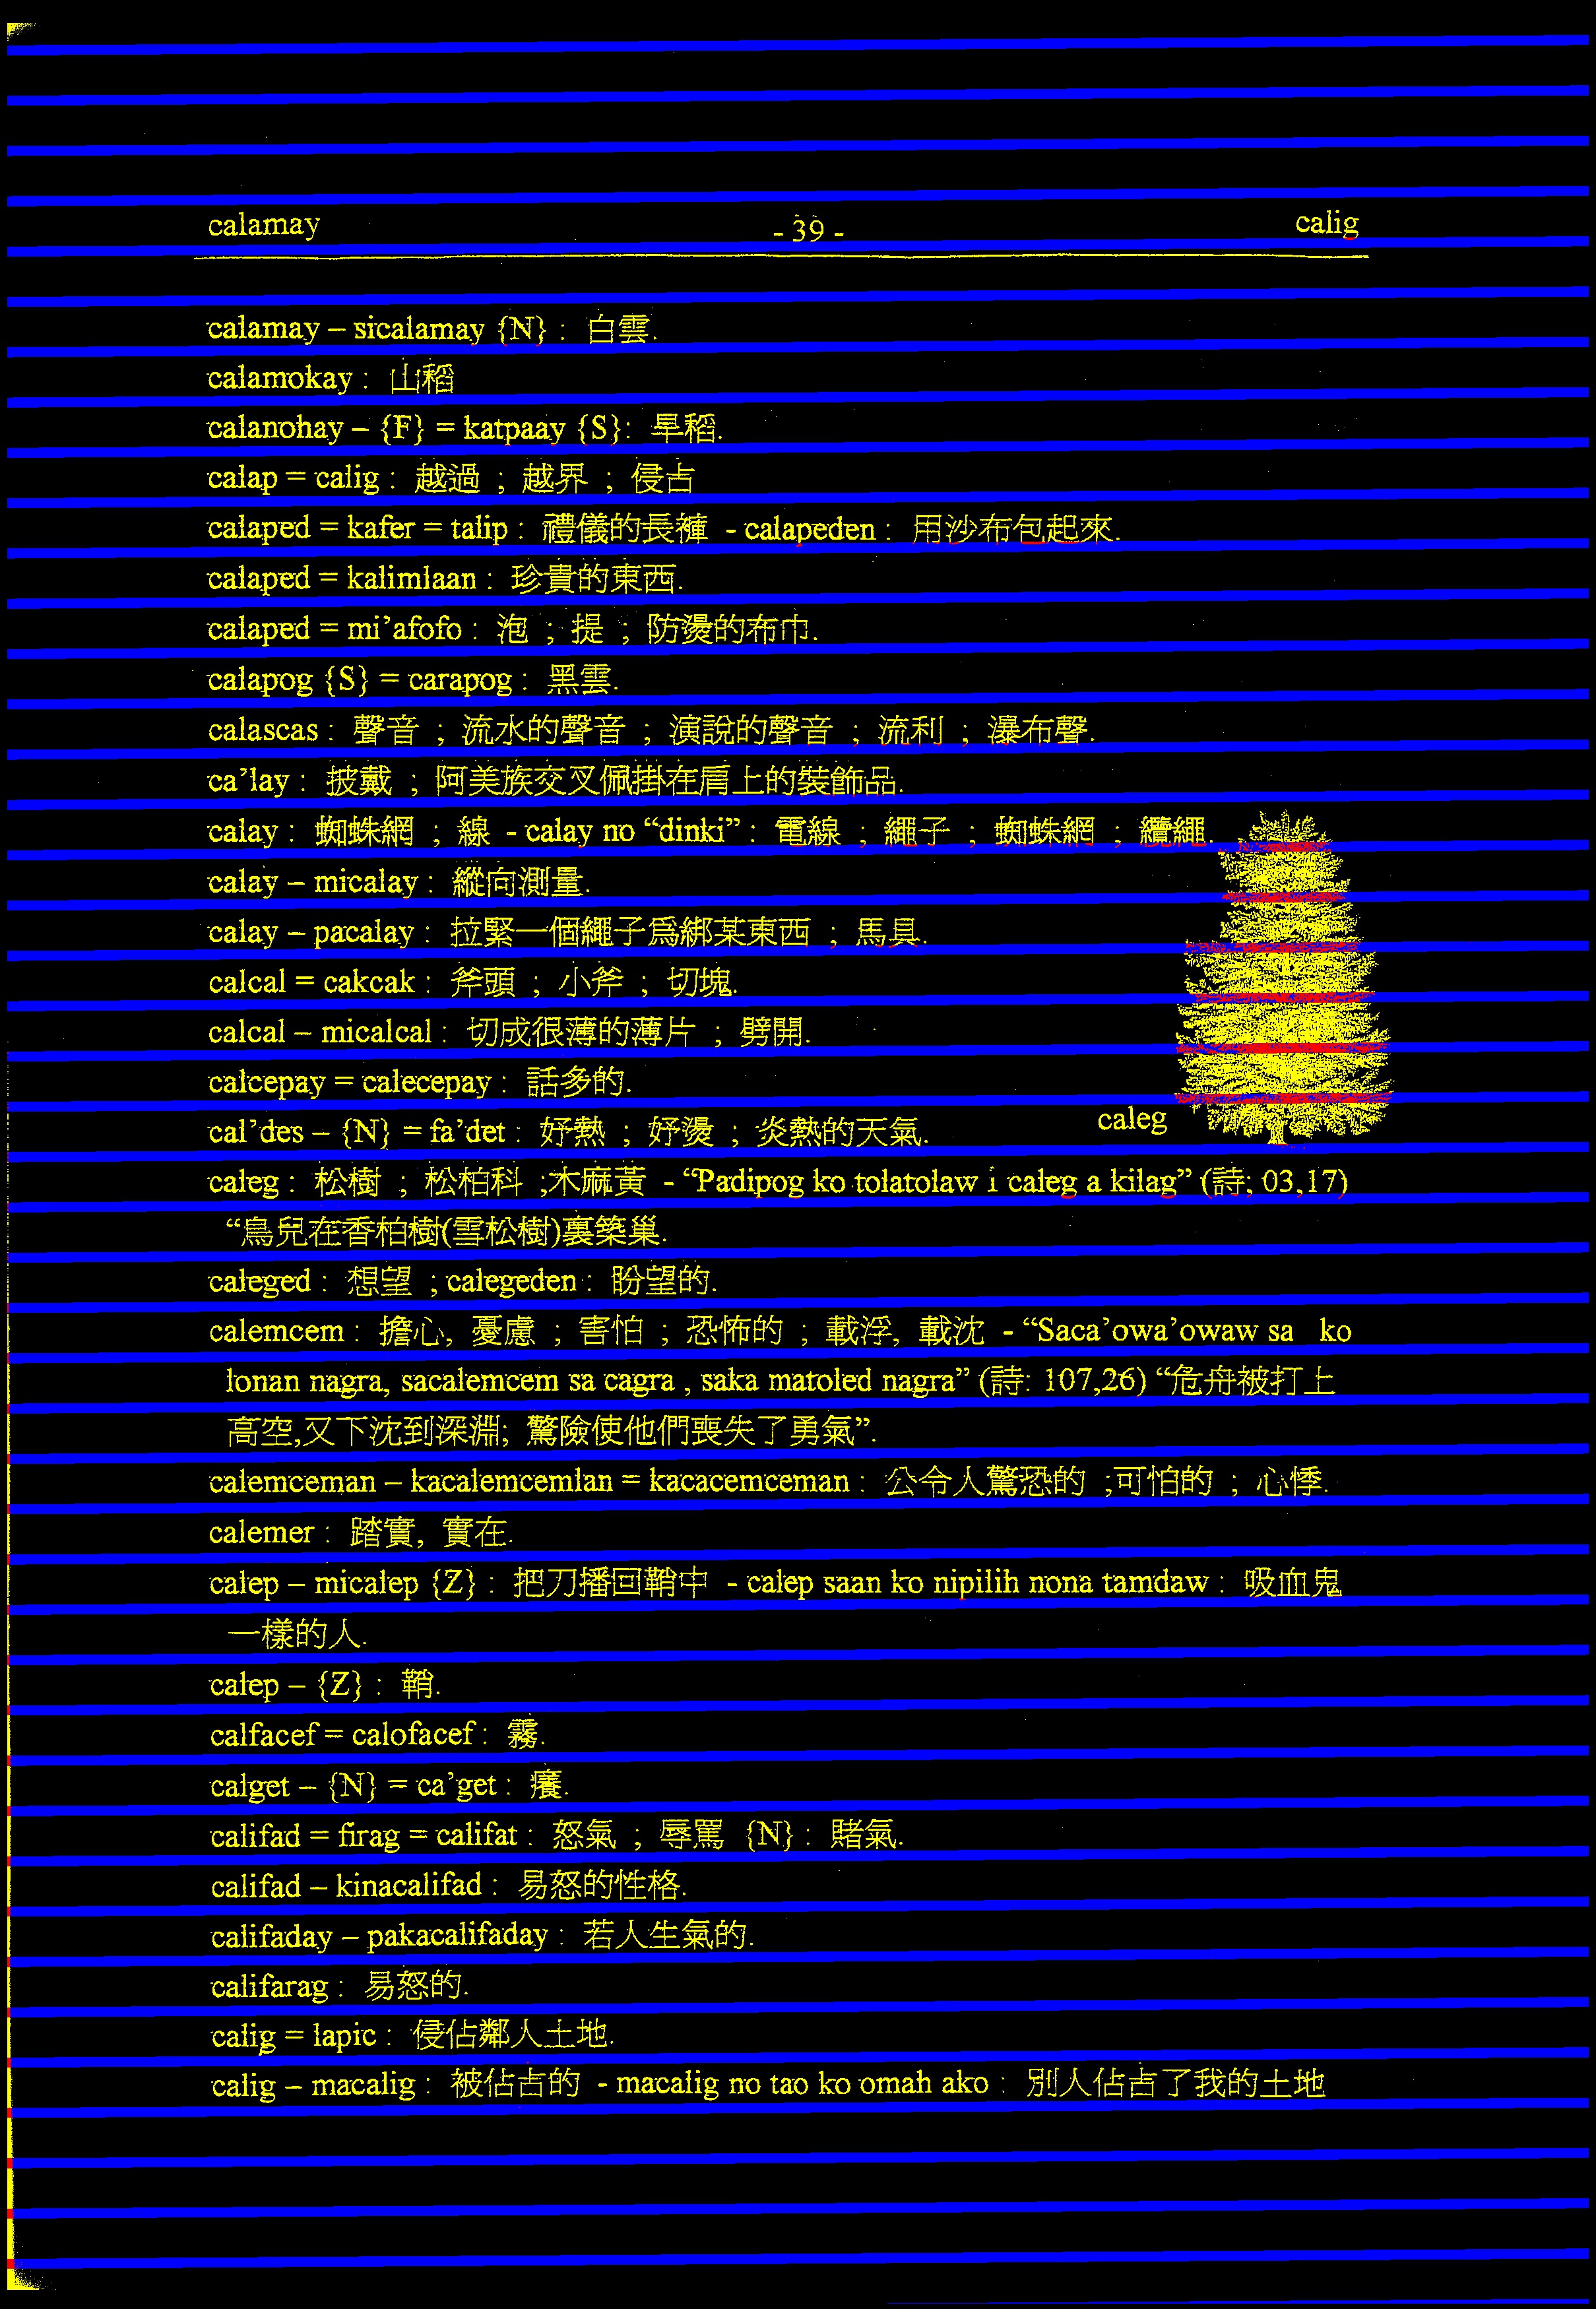 calamay - 39 - calig
calamay – sicalamay {N} : 白雲.
calamokay : 山稻
calanohay – {F} = katpaay {S}: 旱稻.
calap = calig : 越過 ; 越界 ; 侵占
calaped = kafer = talip : 禮儀的長褲 - calapeden : 用沙布包起來.
calaped = kalimlaan : 珍貴的東西.
calaped = mi’afofo : 泡 ; 提 ; 防燙的布巾.
calapog {S} = carapog : 黑雲.
calascas : 聲音 ; 流水的聲音 ; 演說的聲音 ; 流利 ; 瀑布聲.
ca’lay : 披戴 ; 阿美族交叉佩掛在肩上的裝飾品.
calay : 蜘蛛網 ; 線 - calay no “dinki” : 電線 ; 繩子 ; 蜘蛛網 ; 纜繩.
calay – micalay : 縱向測量.
calay – pacalay : 拉緊一個繩子爲綁某東西 ; 馬具.
calcal = cakcak : 斧頭 ; 小斧 ; 切塊.
calcal – micalcal : 切成很薄的薄片 ; 劈開.
calcepay = calecepay : 話多的.
cal’des – {N} = fa’det : 好熱 ; 好燙 ; 炎熱的天氣.
caleg
caleg : 松樹 ; 松柏科 ;木麻黃 - “Padipog ko tolatolaw i caleg a kilag” (詩; 03,17)
“鳥兒在香柏樹(雪松樹)裏築巢.
caleged : 想望 ; calegeden : 盼望的.
calemcem : 擔心, 憂慮 ; 害怕 ; 恐怖的 ; 載浮, 載沈 - “Saca’owa’owaw sa ko
lonan nagra, sacalemcem sa cagra , saka matoled nagra” (詩: 107,26) “危舟被打上
高空,又下沈到深淵; 驚險使他們喪失了勇氣”.
calemceman – kacalemcemlan = kacacemceman : 公令人驚恐的 ;可怕的 ; 心悸.
calemer : 踏實, 實在.
calep – micalep {Z} : 把刀播回鞘中 - calep saan ko nipilih nona tamdaw : 吸血鬼
一樣的人.
calep – {Z} : 鞘.
calfacef = calofacef : 霧.
calget – {N} = ca’get : 癢.
califad = firag = califat : 怒氣 ; 辱罵 {N} : 賭氣.
califad – kinacalifad : 易怒的性格.
califaday – pakacalifaday : 若人生氣的.
califarag : 易怒的.
calig = lapic : 侵佔鄰人土地.
calig – macalig : 被佔占的 - macalig no tao ko omah ako : 別人佔占了我的土地